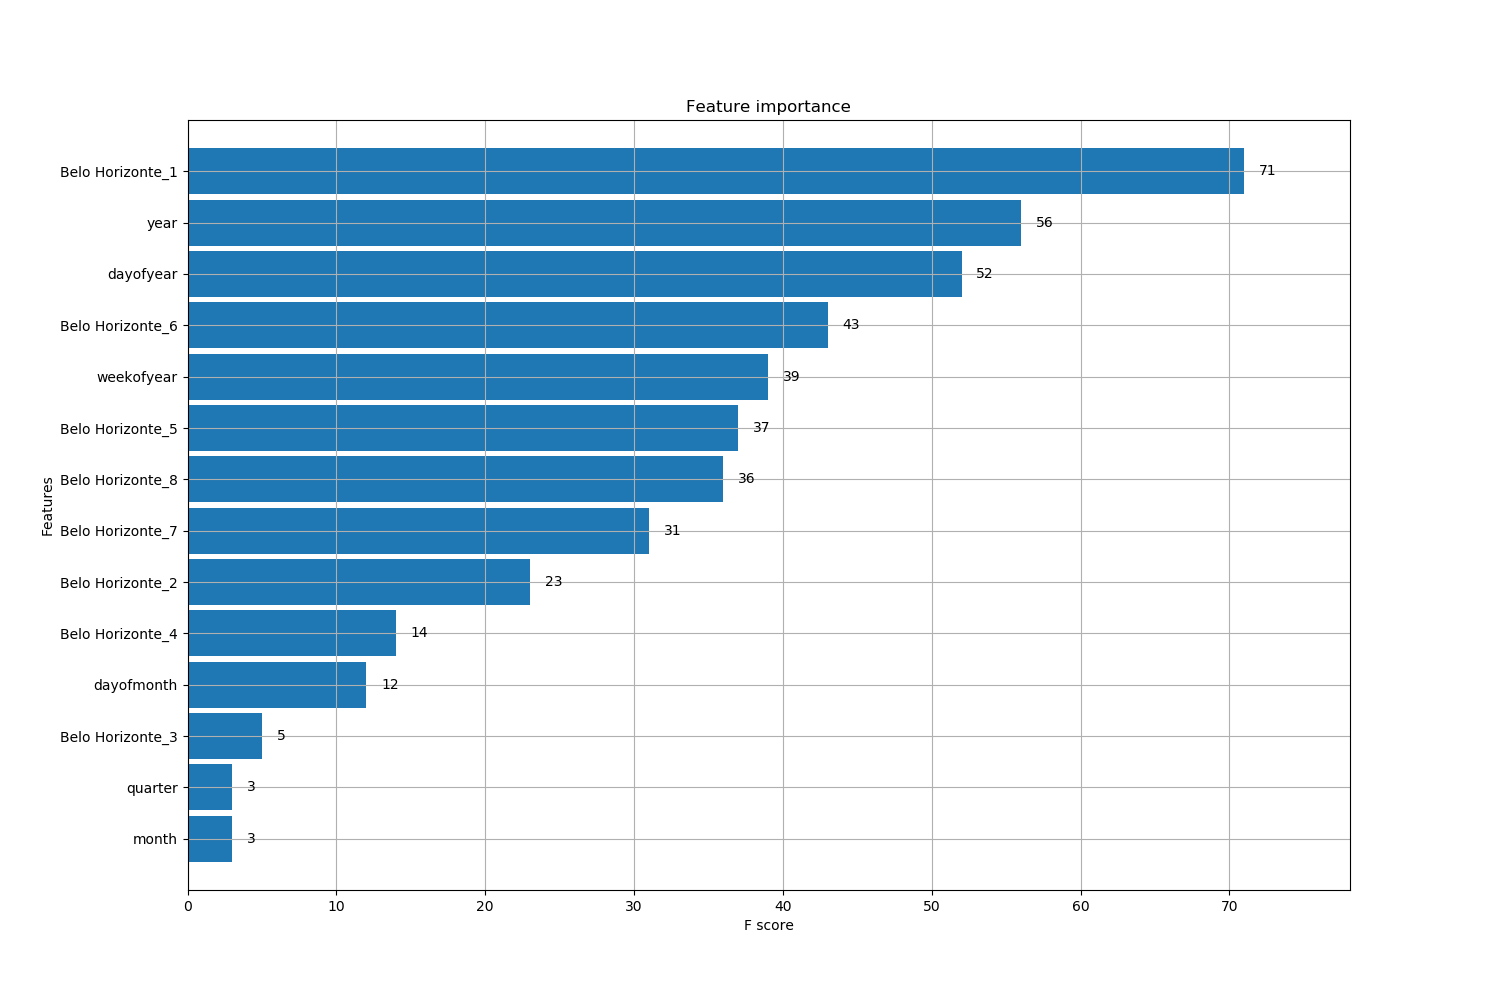 Feature importance
Belo Horizonte_1
71
year
56
dayofyear
52
Belo Horizonte_6
43
weekofyear
39
Belo Horizonte_5
37
Belo Horizonte_8
36
Features
Belo Horizonte_7
31
Belo Horizonte_2
23
Belo Horizonte_4
14
dayofmonth
12
Belo Horizonte_3
5
quarter
3
month
3
0 10 20 30 40 50 60 70
F score